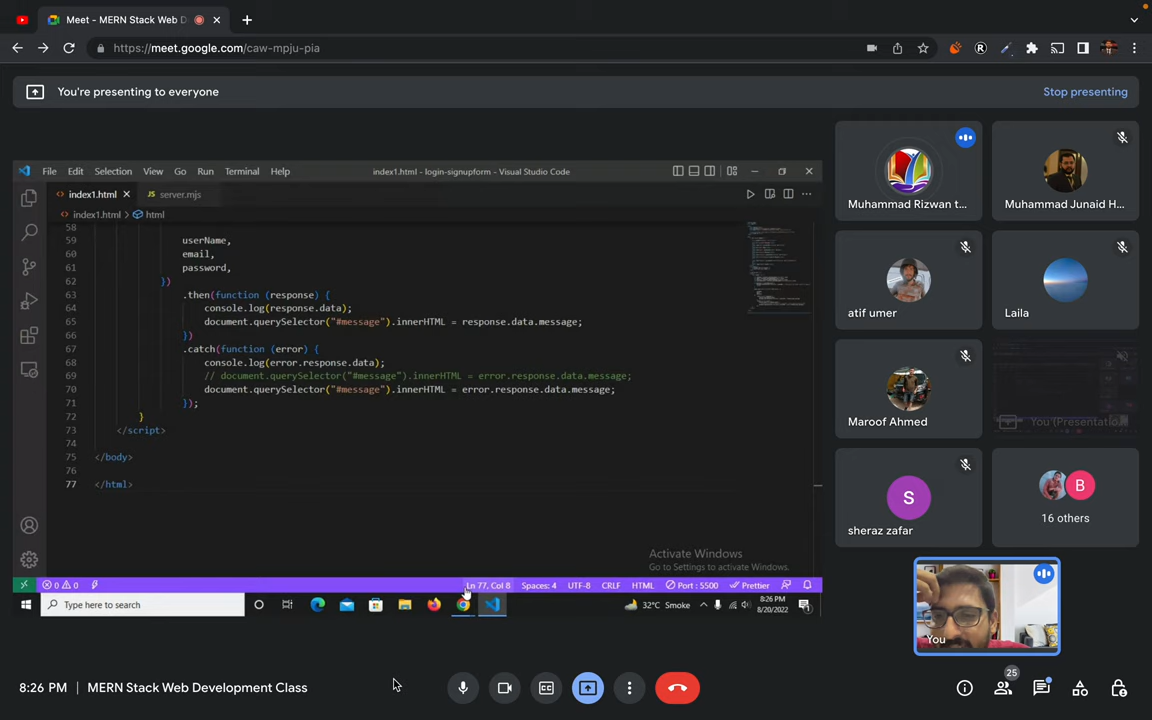 Meet - MERN Stack Web D
https://meet.google.com/caw-mpju-pia
You're presenting to everyone
Stop presenting
File Edit Selection View Go Run Terminal Help
index1.html - login-signupform - Visual Studio Code
index1.html
server.mjs
index1.html > html
58
59 userName,
60 email,
61 password,
62 })
63 .then(function (response) {
64 console.log(response.data);
65 document.querySelector("#message").innerHTML = response.data.message;
66 })
67 .catch(function (error) {
68 console.log(error.response.data);
69 // document.querySelector("#message").innerHTML = error.response.data.message;
70 document.querySelector("#message").innerHTML = error.response.data.message;
71 });
72 }
73 </script>
74
75 </body>
76
77 </html>
Activate Windows
Go to Settings to activate Windows.
0 0
Ln 77, Col 8 Spaces: 4 UTF-8 CRLF HTML Port : 5500 Prettier
Type here to search
32°C Smoke
8:26 PM
8/20/2022
1
Muhammad Rizwan t...
Muhammad Junaid H...
atif umer
Laila
Maroof Ahmed
You (Presentatio...
S
sheraz zafar
B
16 others
You
8:26 PM | MERN Stack Web Development Class
25